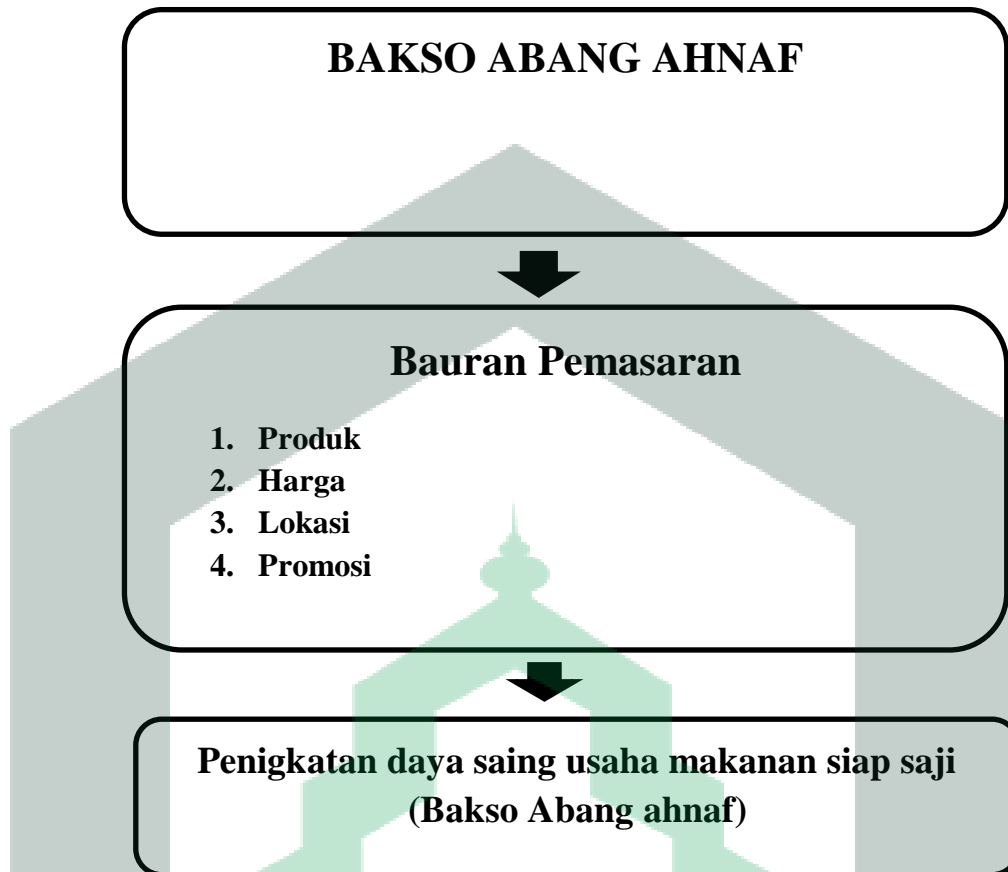 BAKSO ABANG AHNAF
Bauran Pemasaran
1. Produk
2. Harga
3. Lokasi
4. Promosi
Penigkatan daya saing usaha makanan siap saji
(Bakso Abang ahnaf)